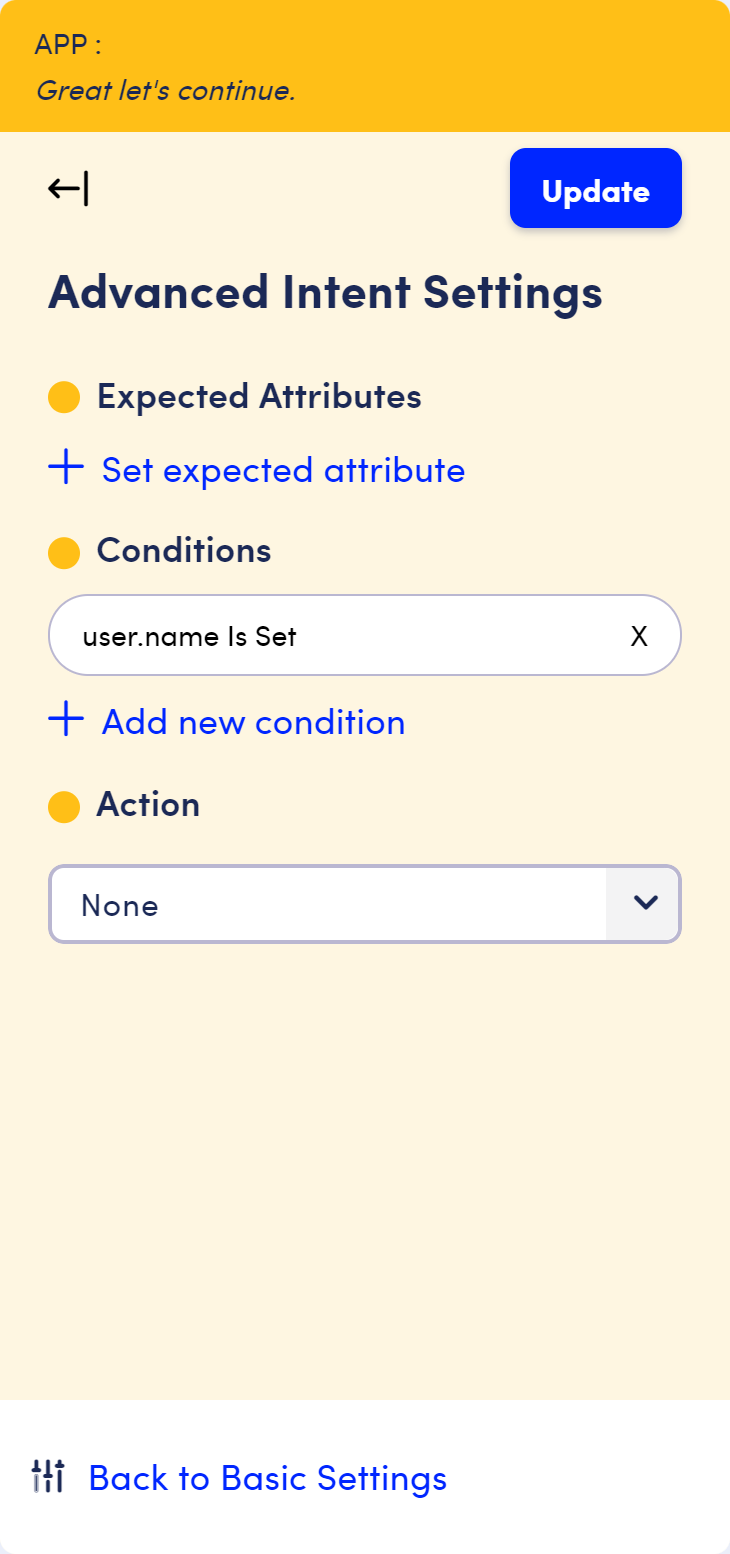 APP :
Great let's continue.
Update
Advanced Intent Settings
Expected Attributes
Set expected attribute
Conditions
user.name Is Set X
Add new condition
Action
None
Back to Basic Settings